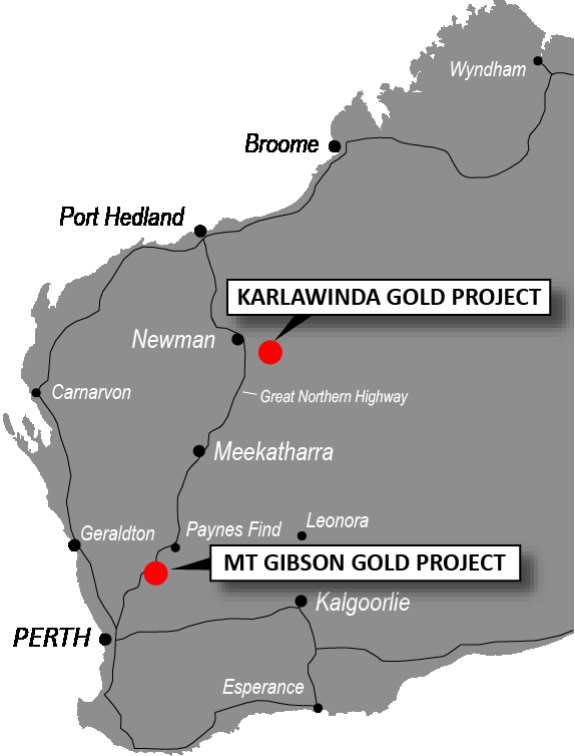 Wyndham
Broome
Port Hedland
KARLAWINDA GOLD PROJECT
Newman
Carnarvon
Great Northern Highway
Meekatharra
Leonora
Geraldton
Paynes Find
MT GIBSON GOLD PROJECT
Kalgoorlie
PERTH
Esperance